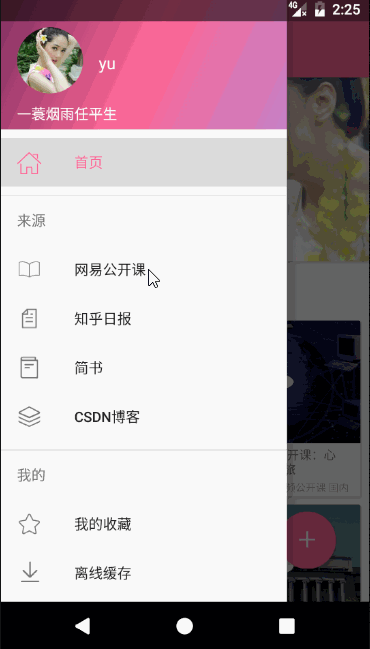 4G 2:25
yu
一蓑烟雨任平生
首页
来源
网易公开课
知乎日报
简书
CSDN博客
我的
我的收藏
离线缓存
开课：心
公开课 国内